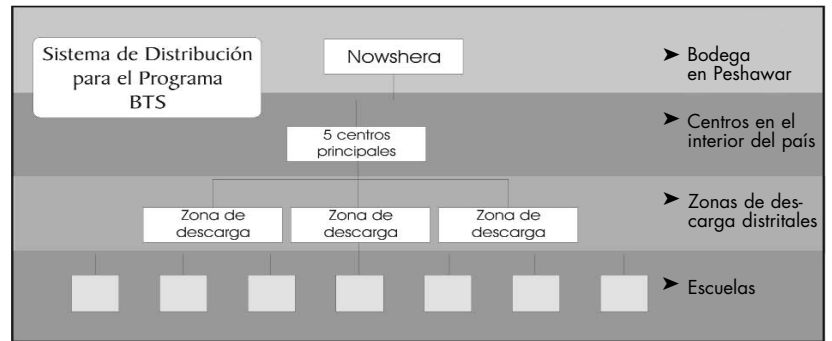 Sistema de Distribución
para el Programa
BTS
Nowshera
➤ Bodega
en Peshawar
5 centros
principales
➤ Centros en el
interior del país
Zona de
descarga
Zona de
descarga
Zona de
descarga
➤ Zonas de des-
carga distritales
➤ Escuelas